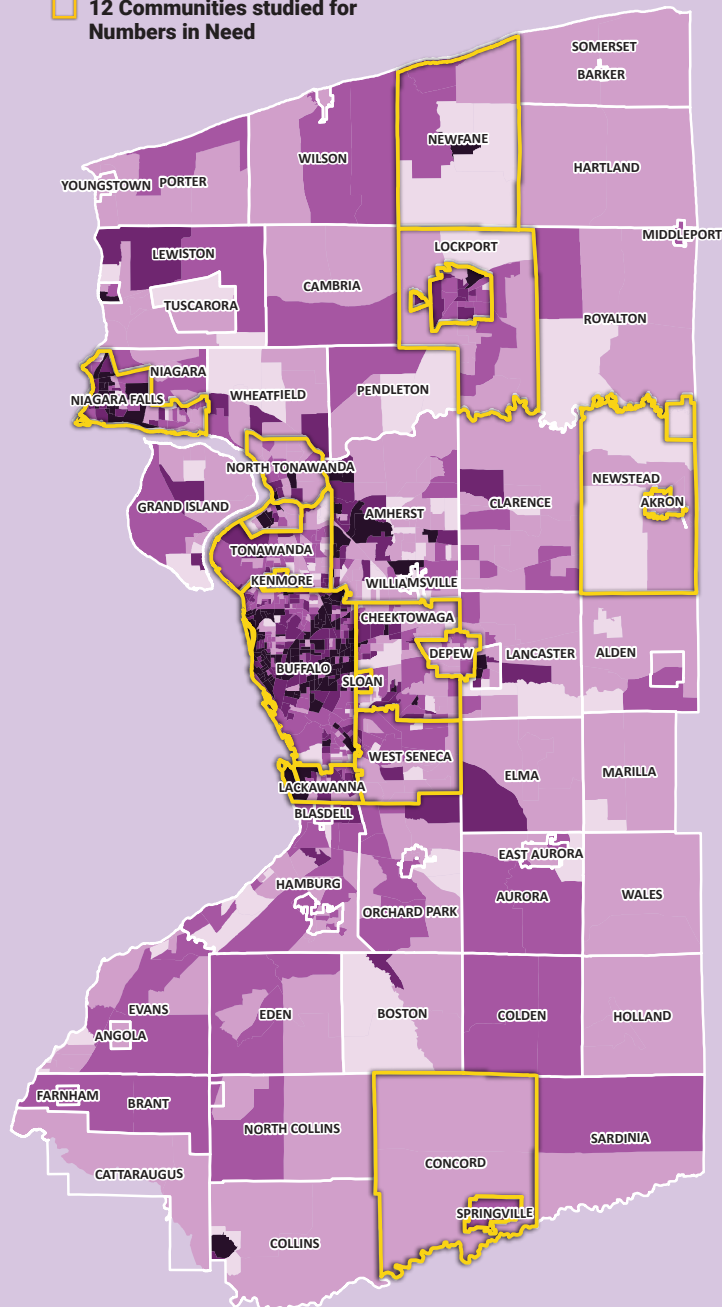 12 Communities studied for
Numbers in Need
SOMERSET
BARKER
NEWFANE
WILSON
HARTLAND
YOUNGSTOWN
PORTER
MIDDLEPORT
LOCKPORT
LEWISTON
CAMBRIA
TUSCARORA
ROYALTON
NIAGARA
PENDLETON
WHEATFIELD
NIAGARA FALLS
NORTH TONAWANDA
NEWSTEAD
AKRON
CLARENCE
GRAND ISLAND
AMHERST
TONAWANDA
KENMORE
WILLIAMSVILLE
CHEEKTOWAGA
DEPEW
LANCASTER
ALDEN
BUFFALO
SLOAN
WEST SENECA
ELMA
MARILLA
LACKAWANNA
BLASDELL
EAST AURORA
HAMBURG
ORCHARD PARK
AURORA
WALES
EVANS
EDEN
BOSTON
COLDEN
HOLLAND
ANGOLA
FARNHAM
BRANT
NORTH COLLINS
SARDINIA
CONCORD
CATTARAUGUS
SPRINGVILLE
COLLINS